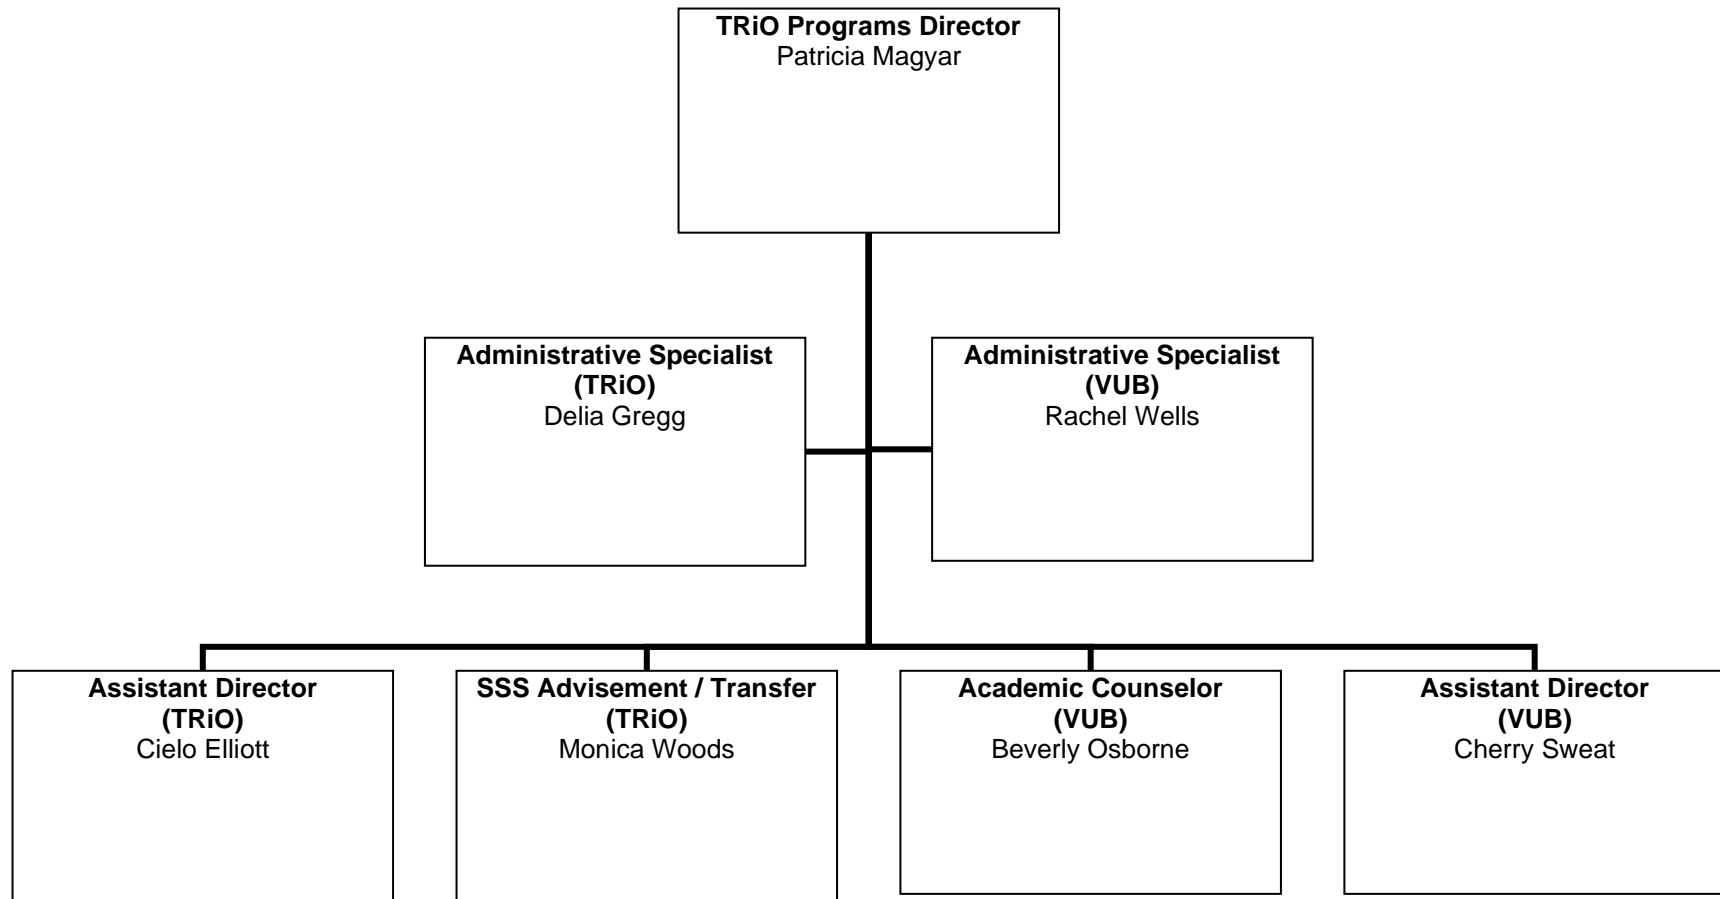 TRiO Programs Director
Patricia Magyar
Administrative Specialist
(TRiO)
Delia Gregg
Administrative Specialist
(VUB)
Rachel Wells
Assistant Director
(TRiO)
Cielo Elliott
SSS Advisement / Transfer
(TRiO)
Monica Woods
Academic Counselor
(VUB)
Beverly Osborne
Assistant Director
(VUB)
Cherry Sweat